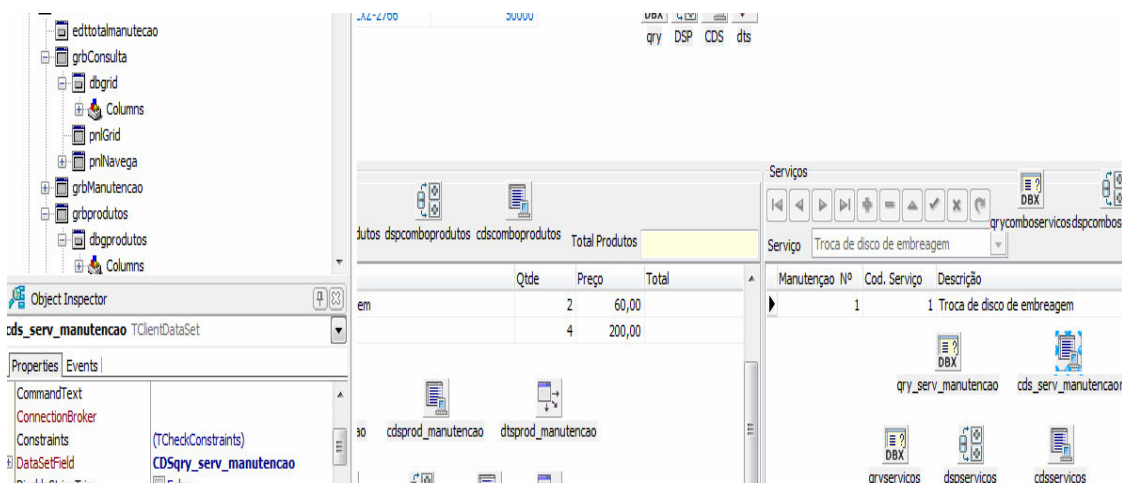 edttotalmanutecao
grbConsulta
dbgrid
Columns
pnlGrid
pnlNavega
grbManutencao
grbprodutos
dbgprodutos
Columns
Object Inspector
cds_serv_manutencao TClientDataSet
Properties Events
CommandText
ConnectionBroker
Constraints (TCheckConstraints)
DataSetField CDSqry_serv_manutencao
50000
DBX
qry DSP CDS dts
dspcomboprodutos cdscomboprodutos Total Produtos
Qtde Preço Total
em 2 60,00
4 200,00
cdsprod_manutencao dtsprod_manutencao
Serviços
DBX
qrycomboservicos dspcombos
Serviço Troca de disco de embreagem
Manutençao Nº Cod. Serviço Descrição
1 1 Troca de disco de embreagem
DBX
qry_serv_manutencao cds_serv_manutencao
DBX
qryservicos dspservicos cdsservicos